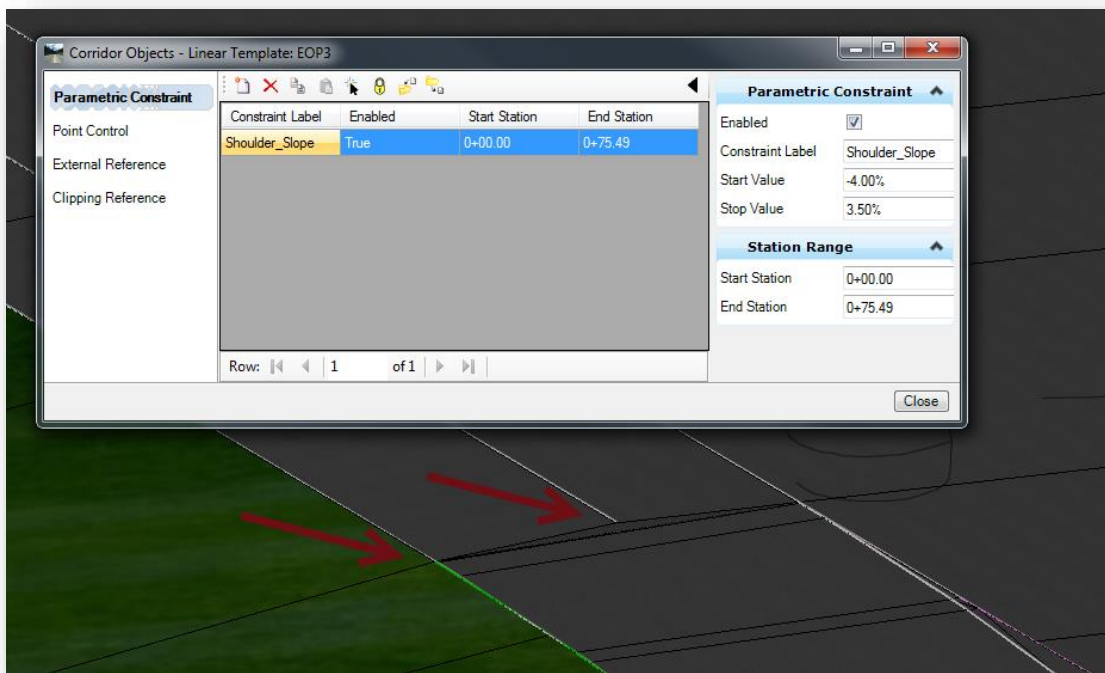 Corridor Objects - Linear Template: EOP3
Parametric Constraint
Point Control
External Reference
Clipping Reference
Constraint Label Enabled Start Station End Station
Shoulder_Slope True 0+00.00 0+75.49
Row: 1 of 1
Parametric Constraint
Enabled
Constraint Label Shoulder_Slope
Start Value -4.00%
Stop Value 3.50%
Station Range
Start Station 0+00.00
End Station 0+75.49
Close